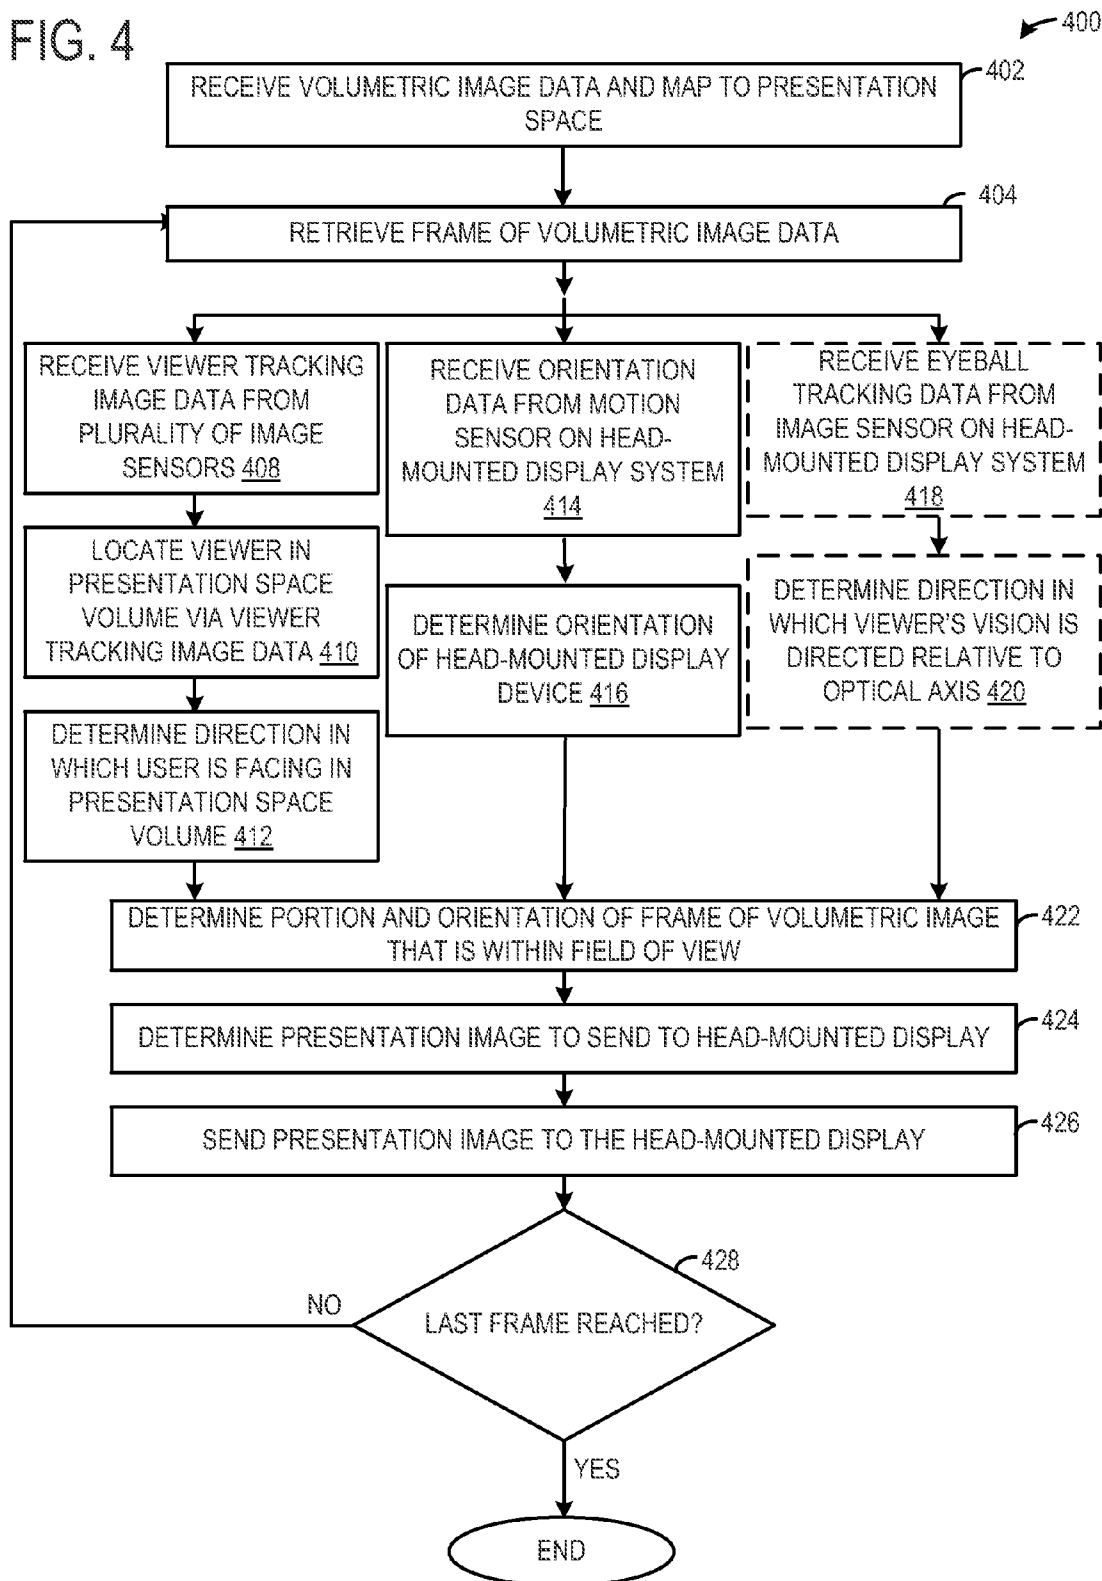 FIG. 4
400
RECEIVE VOLUMETRIC IMAGE DATA AND MAP TO PRESENTATION
SPACE
402
404
RETRIEVE FRAME OF VOLUMETRIC IMAGE DATA
RECEIVE VIEWER TRACKING
IMAGE DATA FROM
PLURALITY OF IMAGE
SENSORS 408
LOCATE VIEWER IN
PRESENTATION SPACE
VOLUME VIA VIEWER
TRACKING IMAGE DATA 410
DETERMINE DIRECTION IN
WHICH USER IS FACING IN
PRESENTATION SPACE
VOLUME 412
RECEIVE ORIENTATION
DATA FROM MOTION
SENSOR ON HEAD-
MOUNTED DISPLAY SYSTEM
414
DETERMINE ORIENTATION
OF HEAD-MOUNTED DISPLAY
DEVICE 416
RECEIVE EYEBALL
TRACKING DATA FROM
IMAGE SENSOR ON HEAD-
MOUNTED DISPLAY SYSTEM
418
DETERMINE DIRECTION IN
WHICH VIEWER'S VISION IS
DIRECTED RELATIVE TO
OPTICAL AXIS 420
DETERMINE PORTION AND ORIENTATION OF FRAME OF VOLUMETRIC IMAGE
THAT IS WITHIN FIELD OF VIEW
422
DETERMINE PRESENTATION IMAGE TO SEND TO HEAD-MOUNTED DISPLAY
424
SEND PRESENTATION IMAGE TO THE HEAD-MOUNTED DISPLAY
426
428
LAST FRAME REACHED?
NO
YES
END